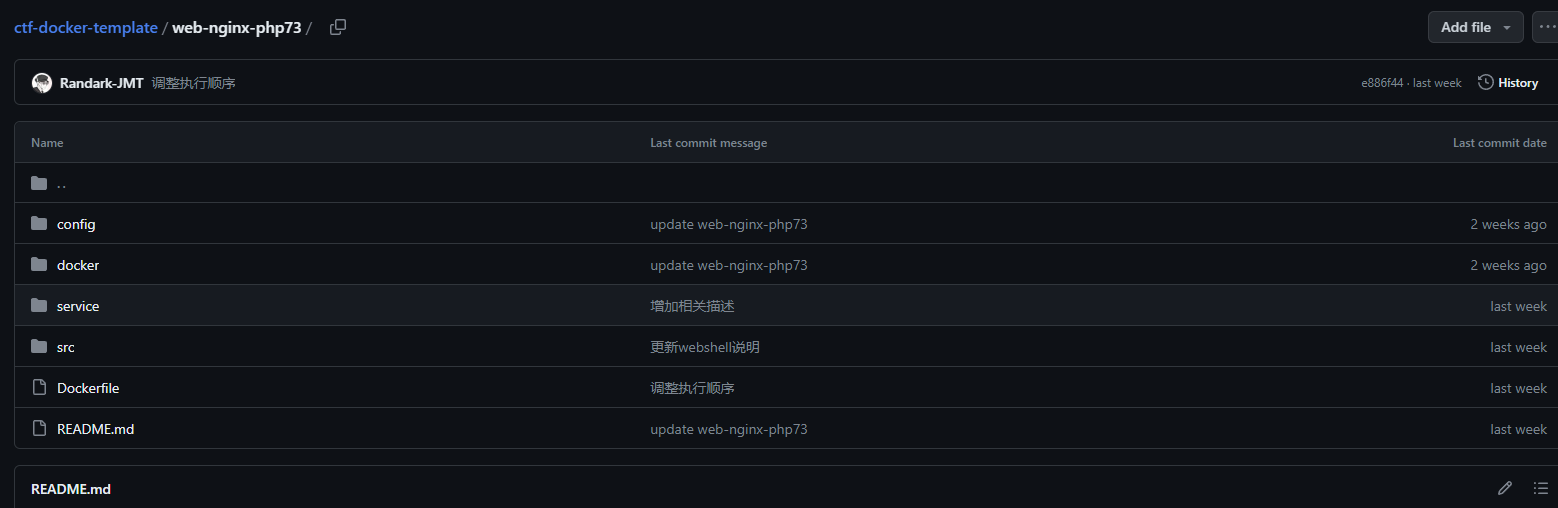 ctf-docker-template / web-nginx-php73 /
Add file
Randark-JMT 调整执行顺序
e886f44 · last week
History
Name Last commit message Last commit date
..
config update web-nginx-php73 2 weeks ago
docker update web-nginx-php73 2 weeks ago
service 增加相关描述 last week
src 更新webshell说明 last week
Dockerfile 调整执行顺序 last week
README.md update web-nginx-php73 last week
README.md